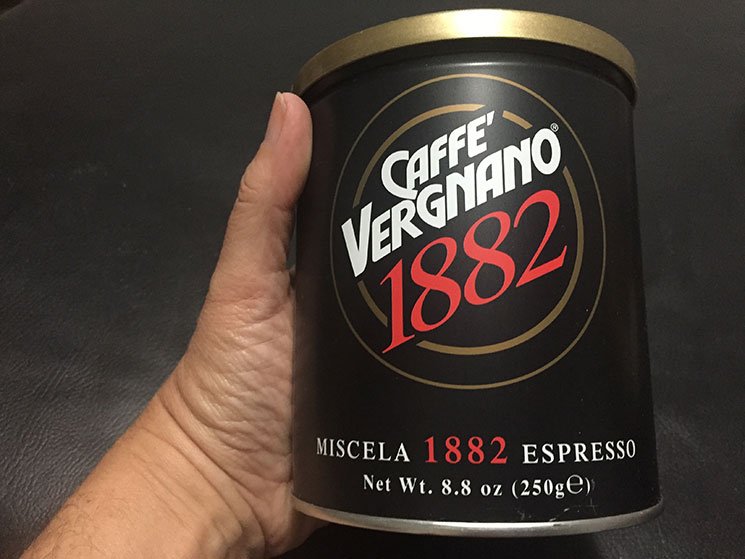 CAFFE'
VERGNANO®
1882
MISCELA 1882 ESPRESSO
Net Wt. 8.8 oz (250g℮)